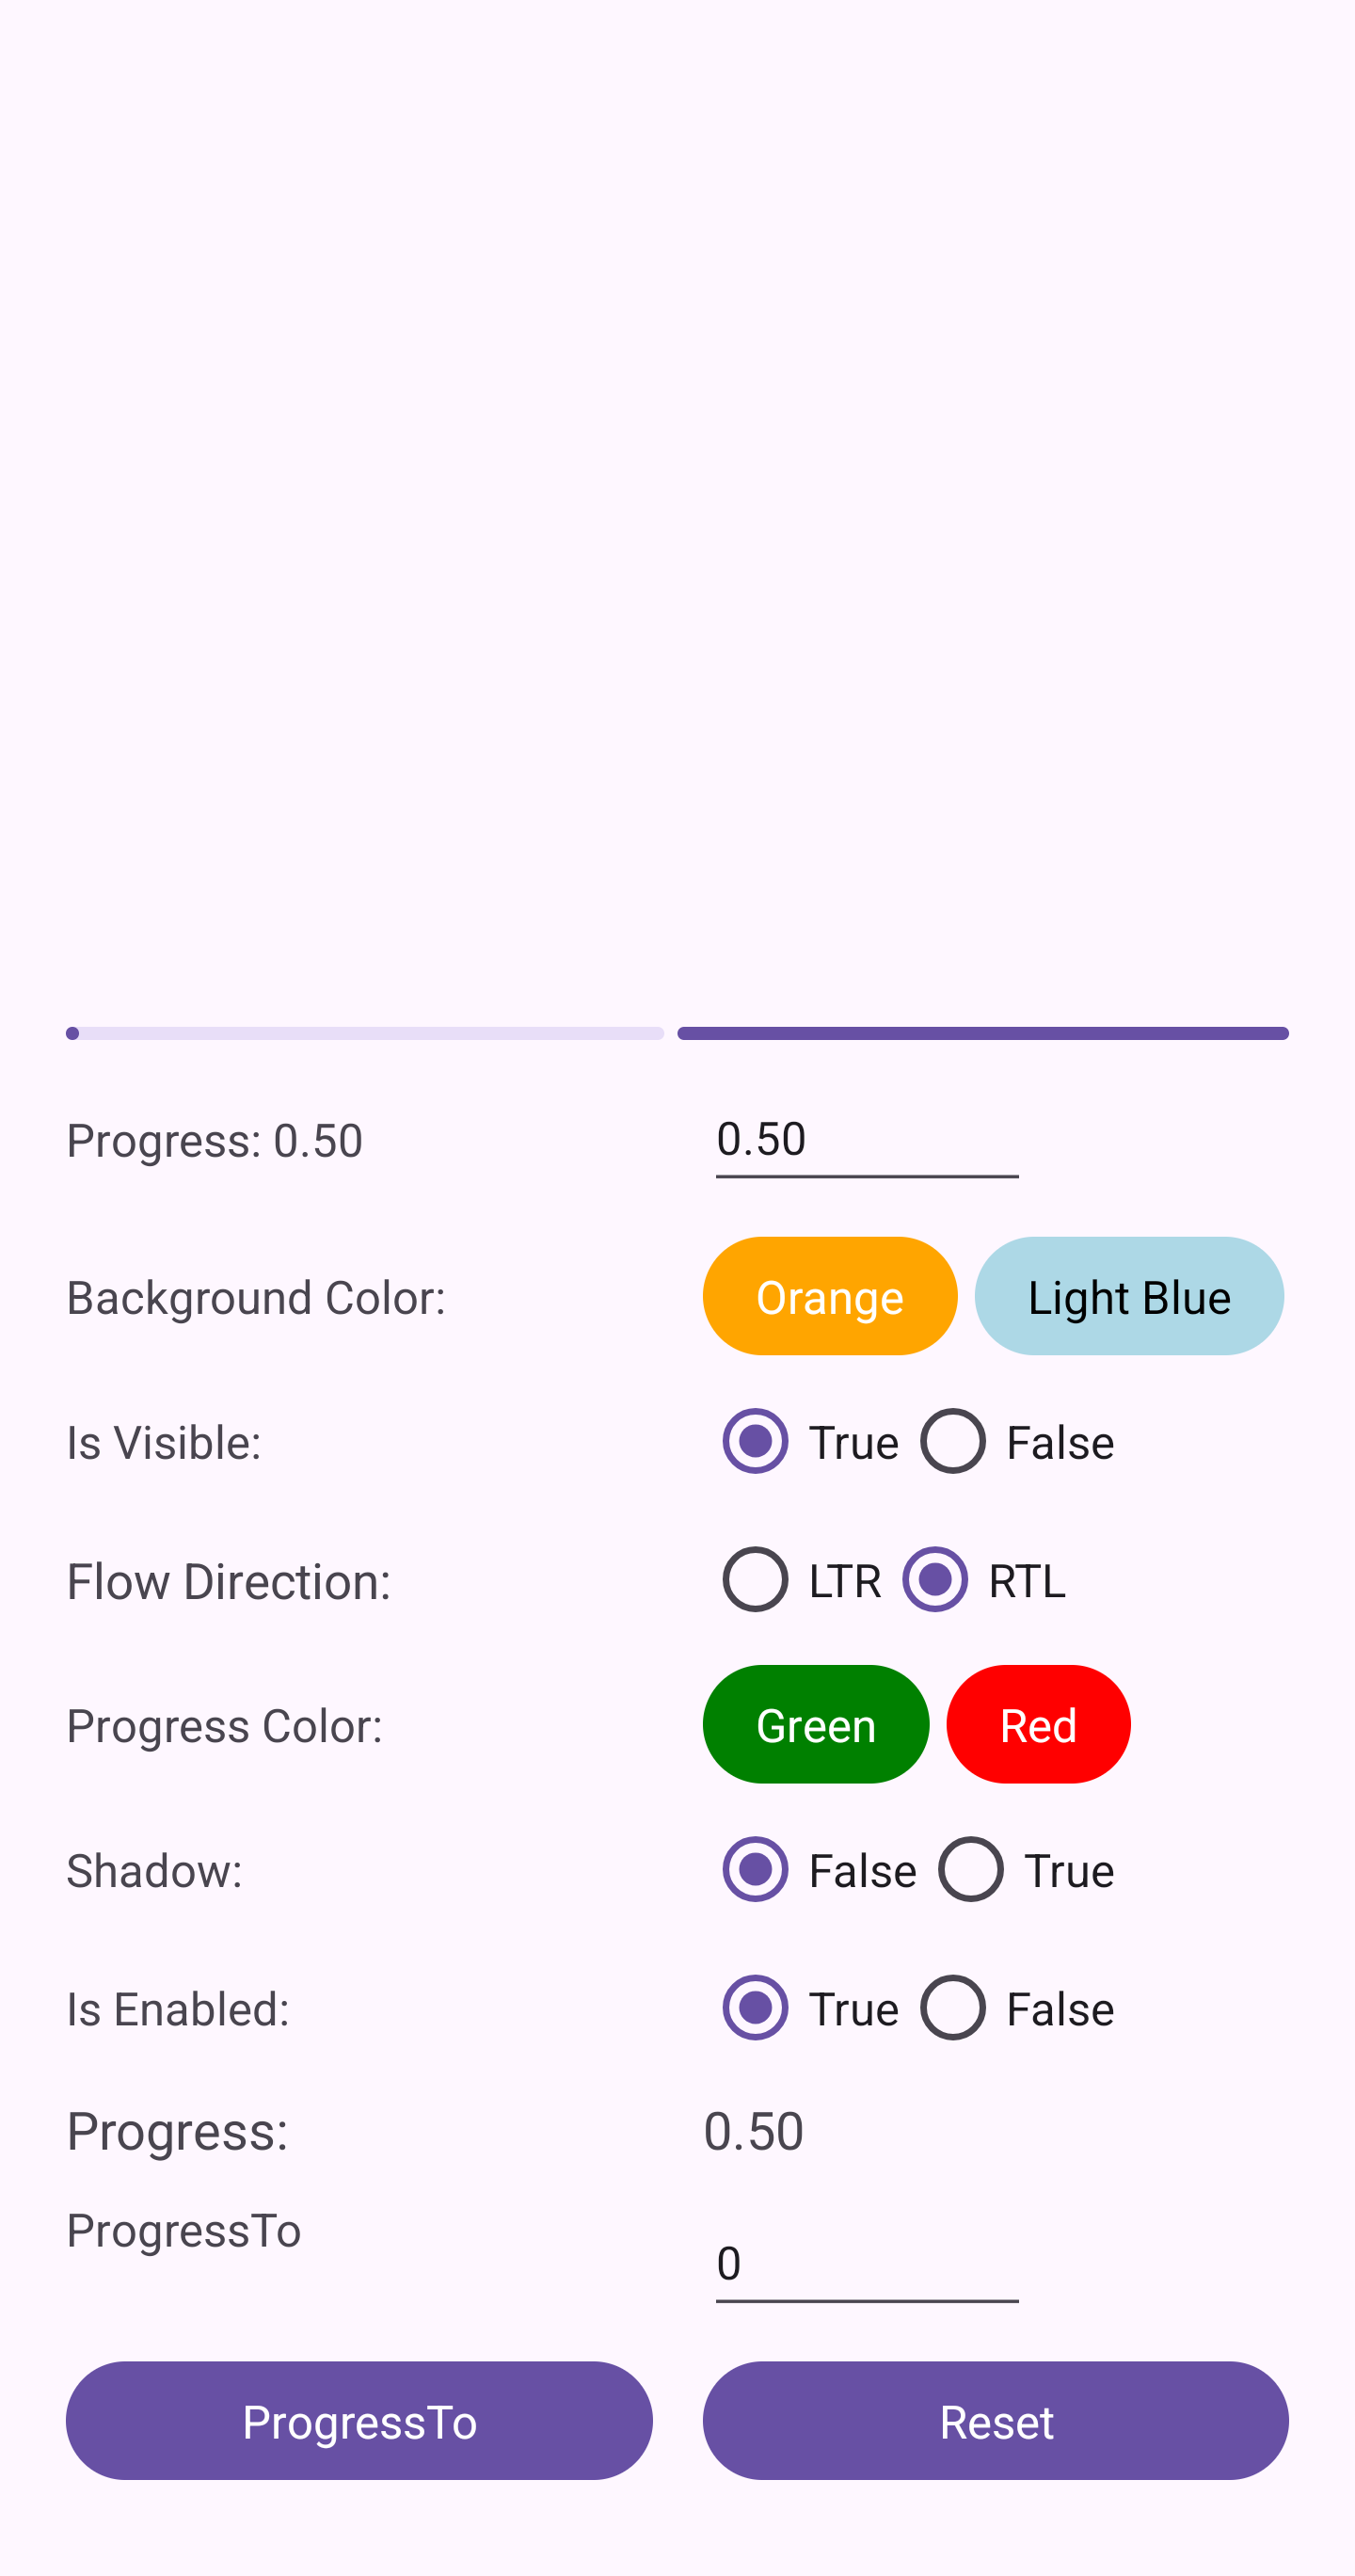 Progress: 0.50 0.50
Background Color: Orange Light Blue
Is Visible: True False
Flow Direction: LTR RTL
Progress Color: Green Red
Shadow: False True
Is Enabled: True False
Progress: 0.50
ProgressTo
0
ProgressTo Reset